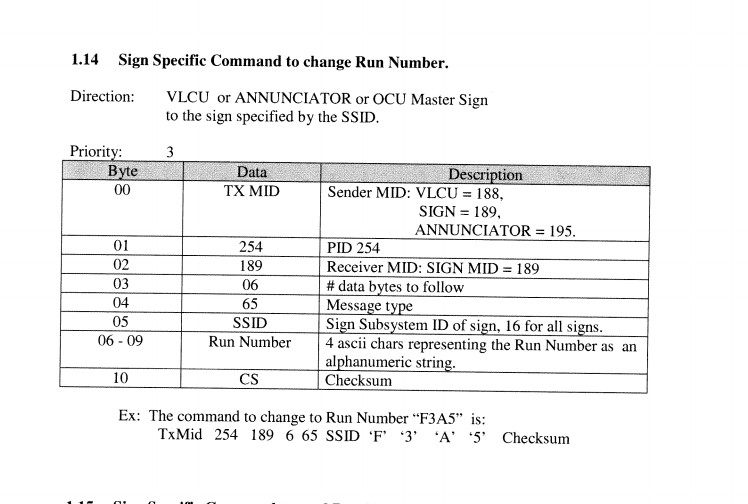 1.14 Sign Specific Command to change Run Number.
Direction: VLCU or ANNUNCIATOR or OCU Master Sign
to the sign specified by the SSID.
Priority: 3
Byte Data Description
00 TX MID Sender MID: VLCU = 188,
SIGN = 189,
ANNUNCIATOR = 195.
01 254 PID 254
02 189 Receiver MID: SIGN MID = 189
03 06 # data bytes to follow
04 65 Message type
05 SSID Sign Subsystem ID of sign, 16 for all signs.
06 - 09 Run Number 4 ascii chars representing the Run Number as an
alphanumeric string.
10 CS Checksum
Ex: The command to change to Run Number “F3A5” is:
TxMid 254 189 6 65 SSID ‘F’ ‘3’ ‘A’ ‘5’ Checksum